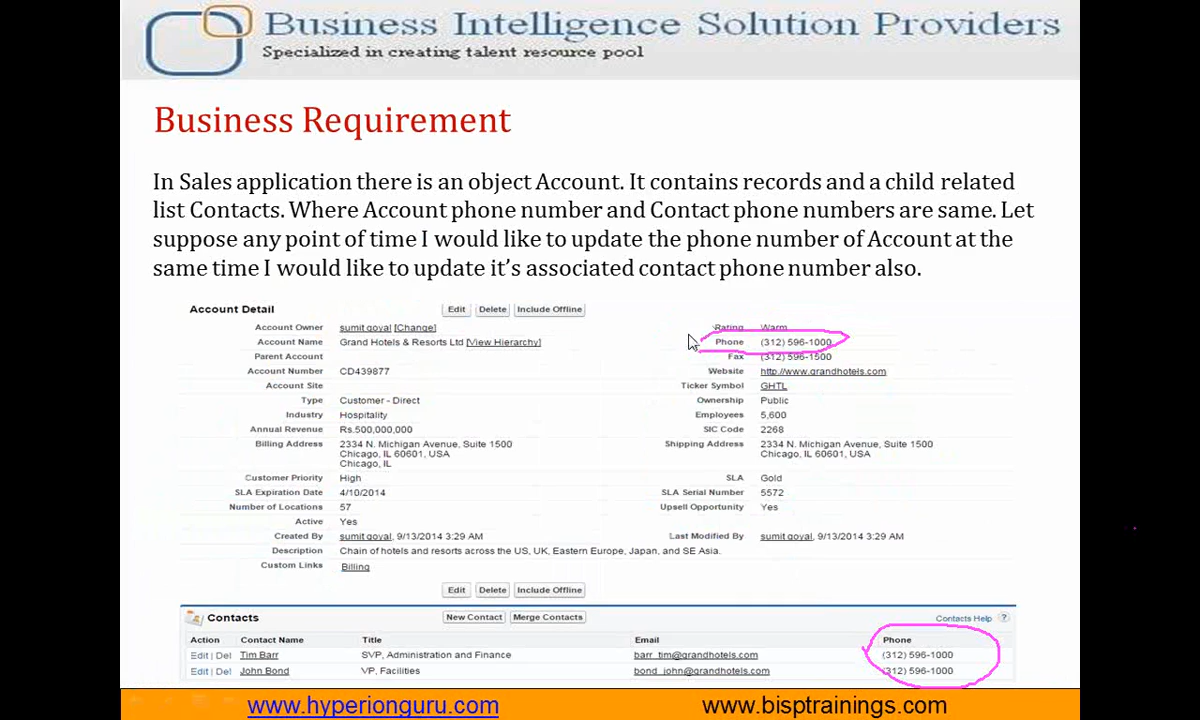 Business Intelligence Solution Providers
Specialized in creating talent resource pool
Business Requirement
In Sales application there is an object Account. It contains records and a child related
list Contacts. Where Account phone number and Contact phone numbers are same. Let
suppose any point of time I would like to update the phone number of Account at the
same time I would like to update it's associated contact phone number also.
Account Detail Edit Delete Include Offline
Account Owner sumit goyal [Change] Rating Warm
Account Name Grand Hotels & Resorts Ltd [View Hierarchy] Phone (312) 596-1000
Parent Account Fax (312) 596-1500
Account Number CD439877 Website http://www.grandhotels.com
Account Site Ticker Symbol GHTL
Type Customer - Direct Ownership Public
Industry Hospitality Employees 5,600
Annual Revenue Rs.500,000,000 SIC Code 2268
Billing Address 2334 N. Michigan Avenue, Suite 1500 Shipping Address 2334 N. Michigan Avenue, Suite 1500
Chicago, IL 60601, USA Chicago, IL 60601, USA
Chicago, IL
Customer Priority High SLA Gold
SLA Expiration Date 4/10/2014 SLA Serial Number 5572
Number of Locations 57 Upsell Opportunity Yes
Active Yes
Created By sumit goyal, 9/13/2014 3:29 AM Last Modified By sumit goyal, 9/13/2014 3:29 AM
Description Chain of hotels and resorts across the US, UK, Eastern Europe, Japan, and SE Asia.
Custom Links Billing
Edit Delete Include Offline
Contacts New Contact Merge Contacts Contacts Help ?
Action Contact Name Title Email Phone
Edit | Del Tim Barr SVP, Administration and Finance barr_tim@grandhotels.com (312) 596-1000
Edit | Del John Bond VP, Facilities bond_john@grandhotels.com (312) 596-1000
www.hyperionguru.com www.bisptrainings.com